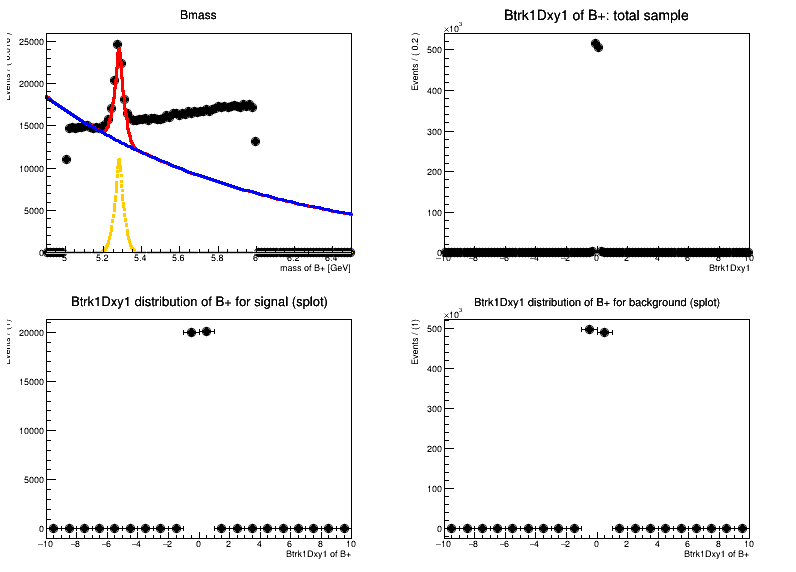 Bmass
25000
20000
15000
10000
5000
0
5 5.2 5.4 5.6 5.8 6 6.2 6.4
mass of B+ [GeV]
Btrk1Dxy1 of B+: total sample
×10³
Events / ( 0.2 )
500
400
300
200
100
0
−10 −8 −6 −4 −2 0 2 4 6 8 10
Btrk1Dxy1
Btrk1Dxy1 distribution of B+ for signal (splot)
Events / (1)
20000
15000
10000
5000
0
−10 −8 −6 −4 −2 0 2 4 6 8 10
Btrk1Dxy1 of B+
Btrk1Dxy1 distribution of B+ for background (splot)
×10³
Events / (1)
500
400
300
200
100
0
−10 −8 −6 −4 −2 0 2 4 6 8 10
Btrk1Dxy1 of B+